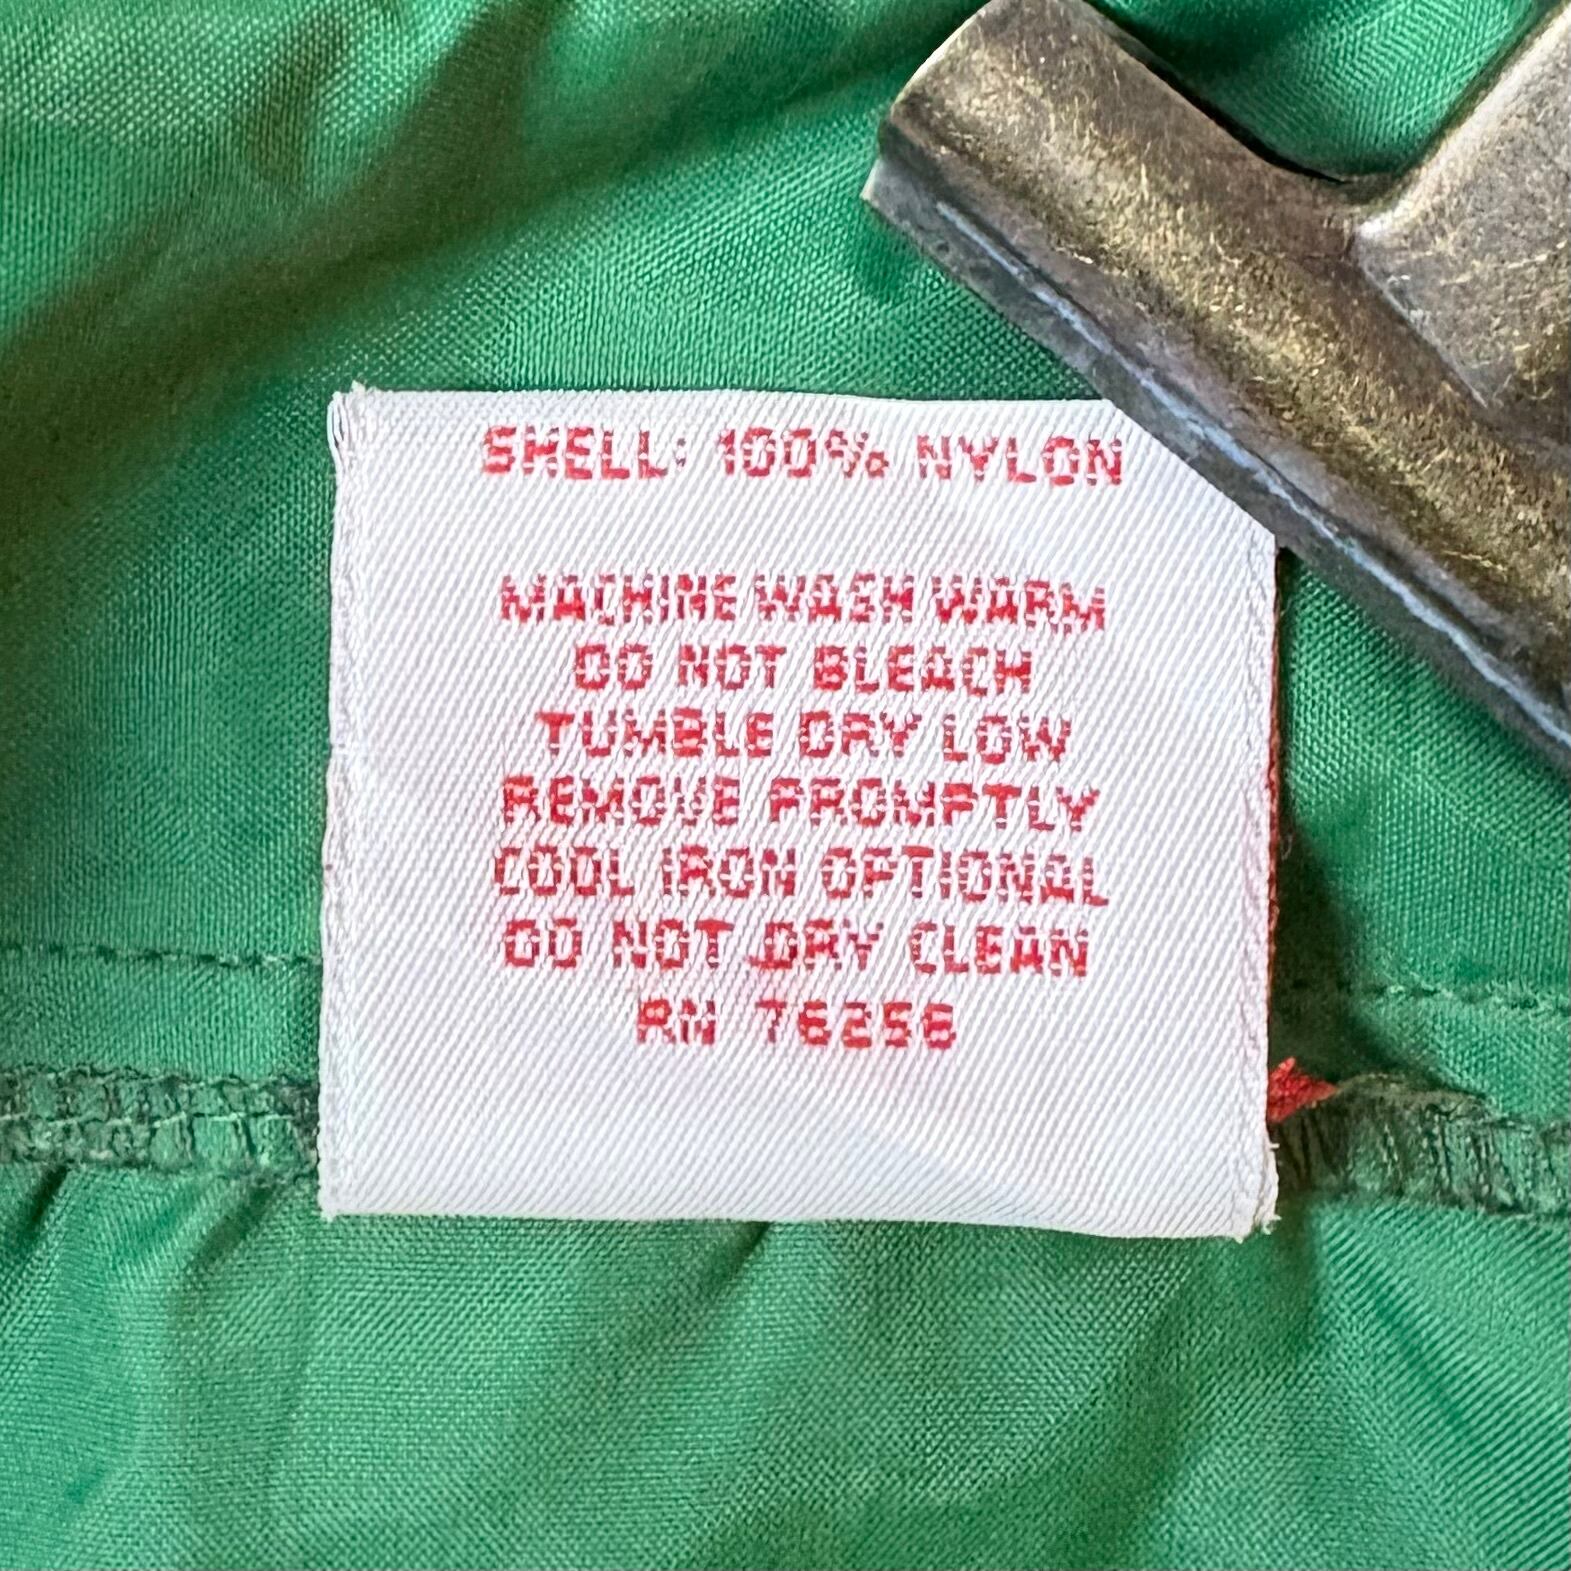 SHELL: 100% NYLON
MACHINE WASH WARM
DO NOT BLEACH
TUMBLE DRY LOW
REMOVE PROMPTLY
COOL IRON OPTIONAL
DO NOT DRY CLEAN
RN 76256